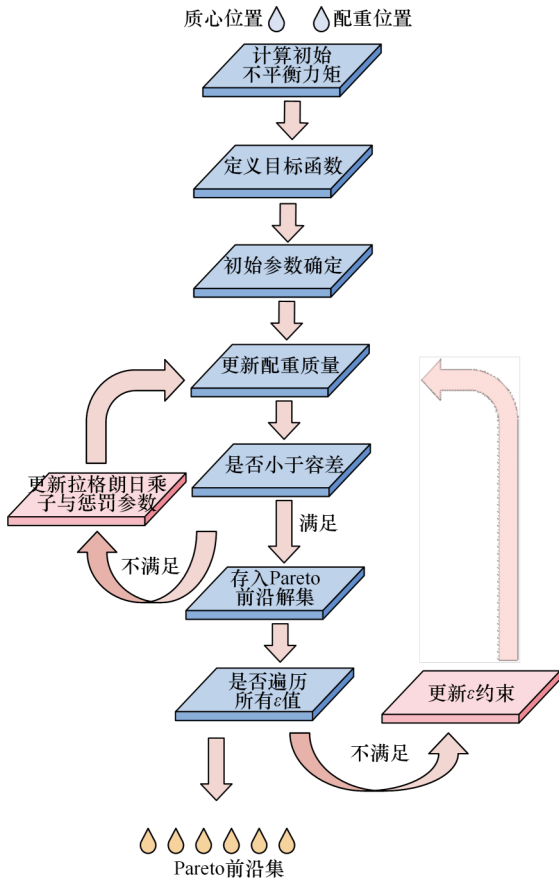 质心位置
配重位置
计算初始
不平衡力矩
定义目标函数
初始参数确定
更新配重质量
是否小于容差
更新拉格朗日乘
子与惩罚参数
满足
不满足
存入Pareto
前沿解集
是否遍历
所有ε值
更新ε约束
不满足
Pareto前沿集